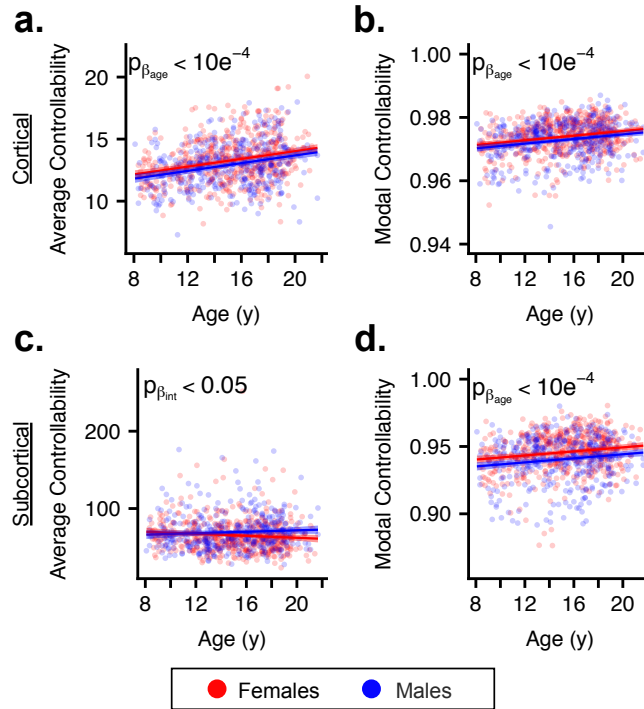 a.
p_βage < 10e⁻⁴
Cortical
Average Controllability
20
15
10
8 12 16 20
Age (y)
b.
p_βage < 10e⁻⁴
Modal Controllability
1.00
0.98
0.96
0.94
8 12 16 20
Age (y)
c.
p_βint < 0.05
Subcortical
Average Controllability
200
100
8 12 16 20
Age (y)
d.
p_βage < 10e⁻⁴
Modal Controllability
1.00
0.95
0.90
8 12 16 20
Age (y)
Females Males